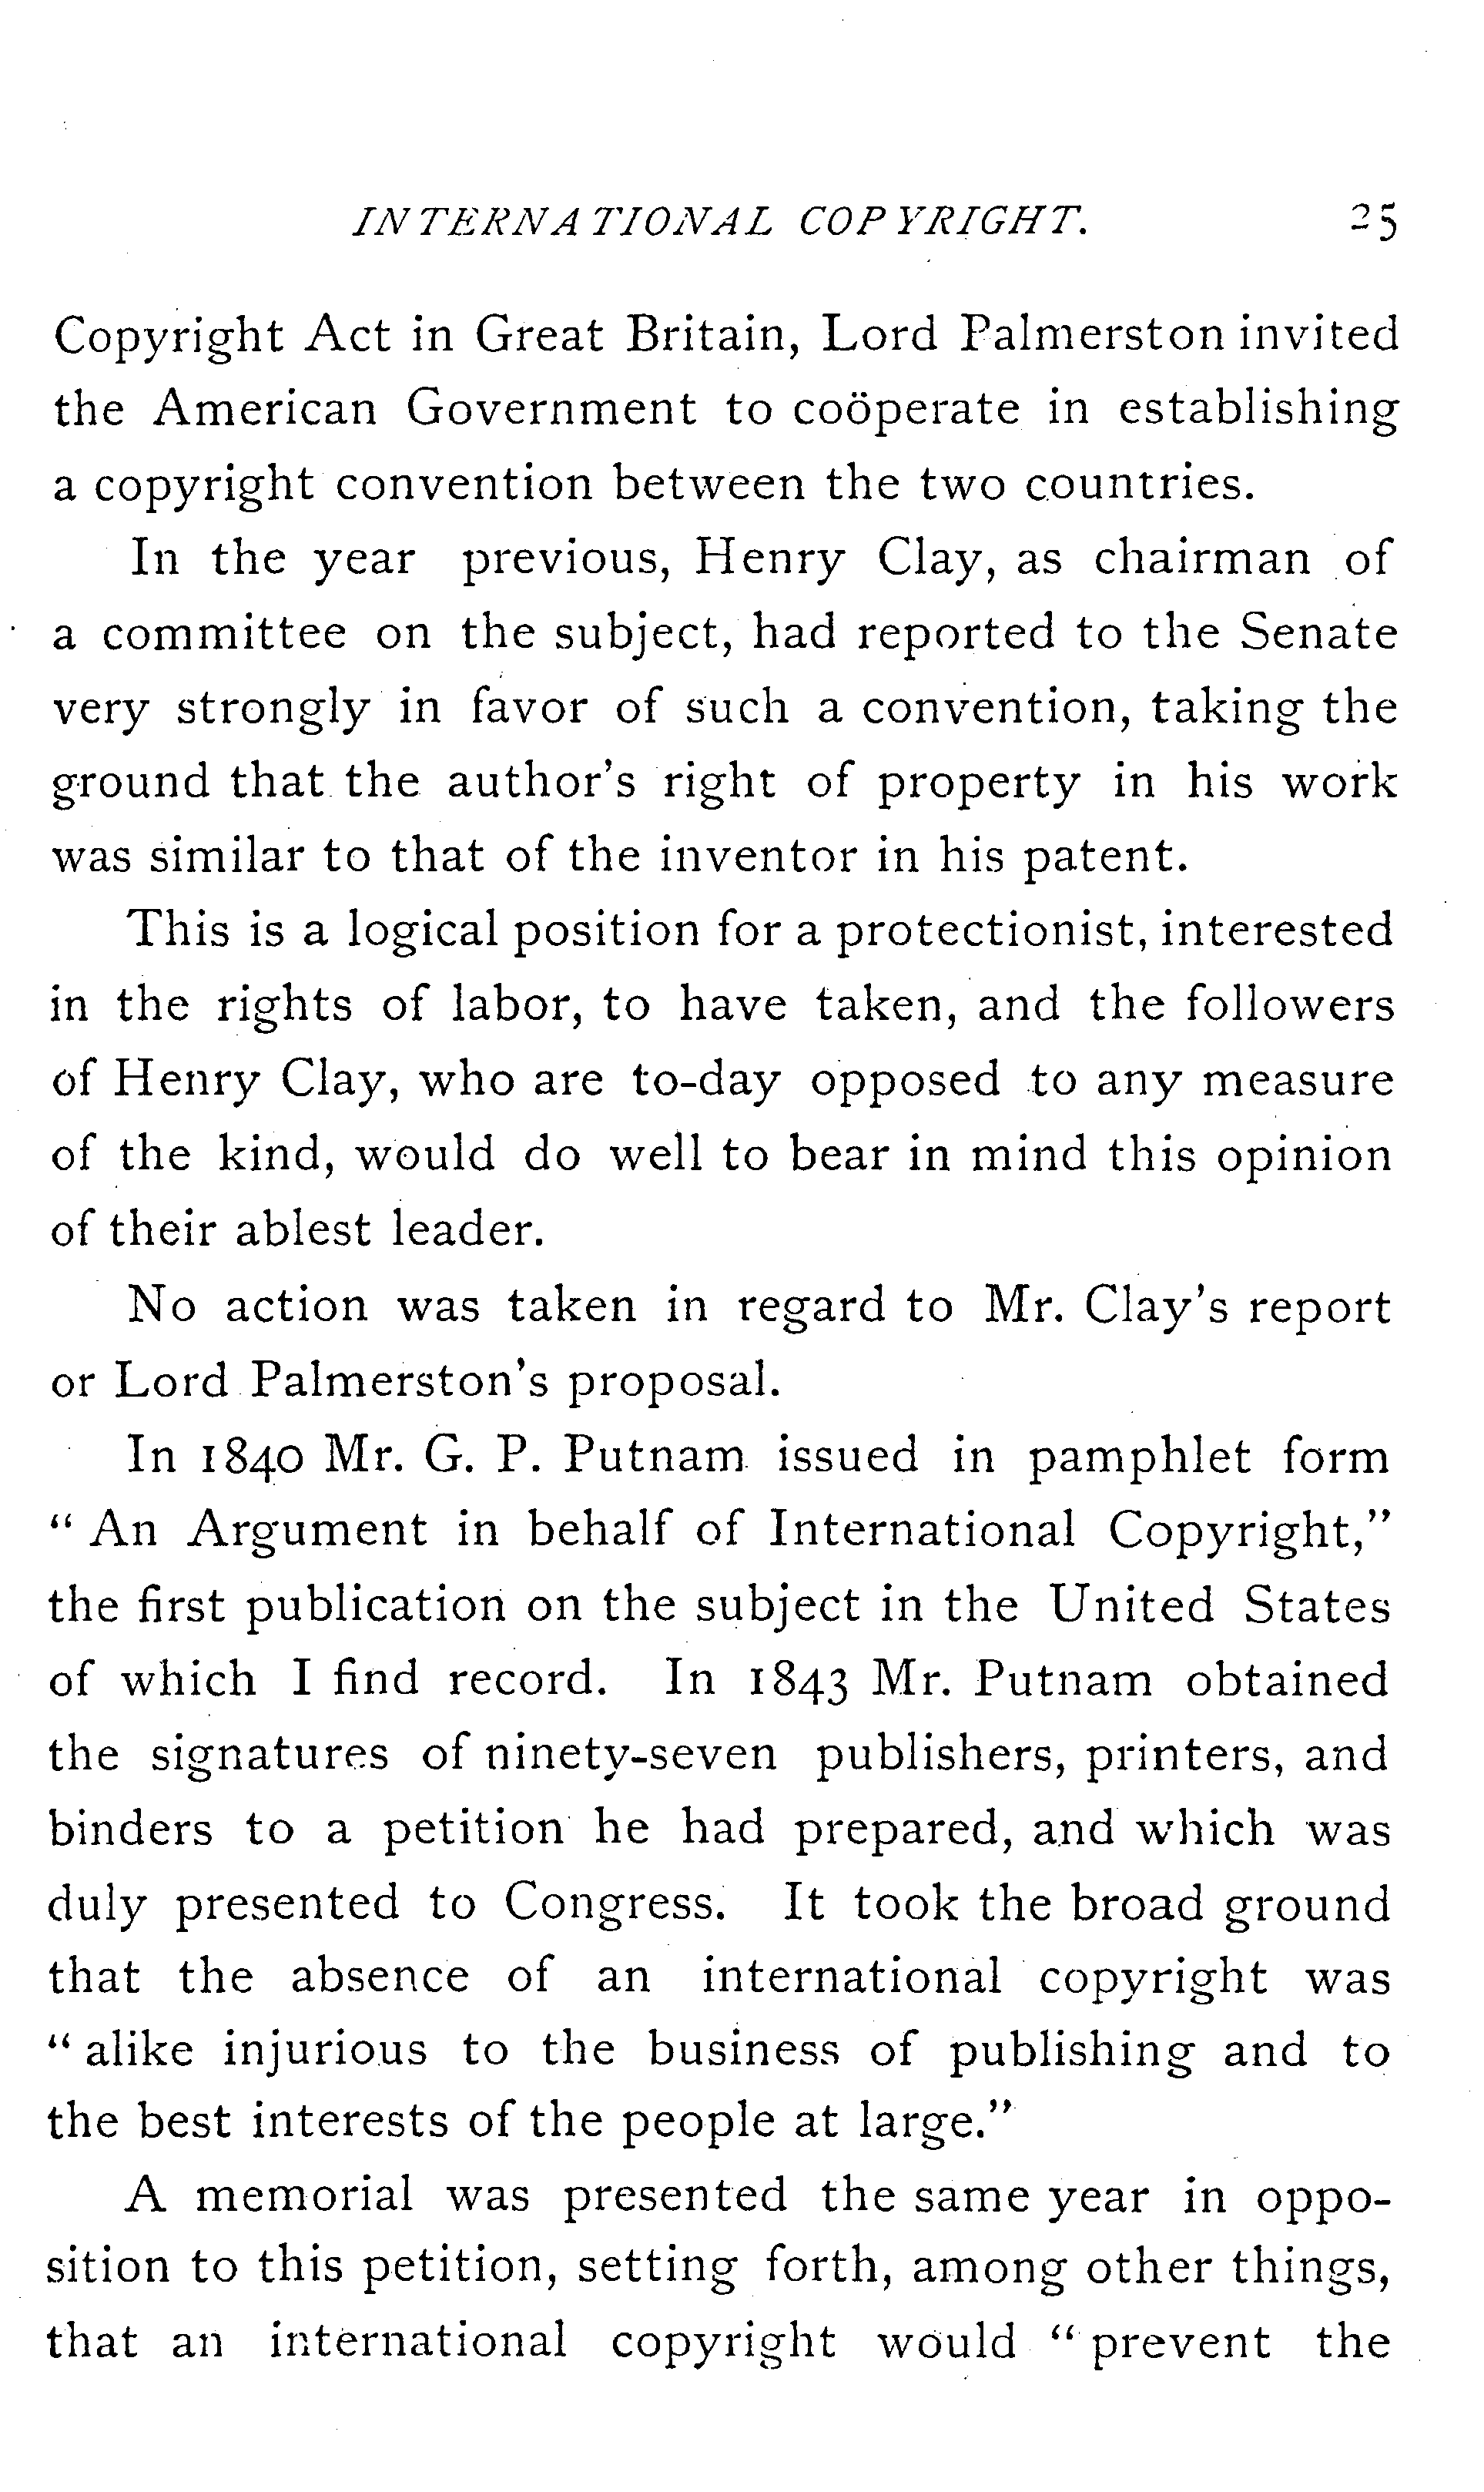 INTERNATIONAL COPYRIGHT. 25
Copyright Act in Great Britain, Lord Palmerston invited
the American Government to coöperate in establishing
a copyright convention between the two countries.
In the year previous, Henry Clay, as chairman of
a committee on the subject, had reported to the Senate
very strongly in favor of such a convention, taking the
ground that the author's right of property in his work
was similar to that of the inventor in his patent.
This is a logical position for a protectionist, interested
in the rights of labor, to have taken, and the followers
of Henry Clay, who are to-day opposed to any measure
of the kind, would do well to bear in mind this opinion
of their ablest leader.
No action was taken in regard to Mr. Clay's report
or Lord Palmerston's proposal.
In 1840 Mr. G. P. Putnam issued in pamphlet form
“ An Argument in behalf of International Copyright,”
the first publication on the subject in the United States
of which I find record. In 1843 Mr. Putnam obtained
the signatures of ninety-seven publishers, printers, and
binders to a petition he had prepared, and which was
duly presented to Congress. It took the broad ground
that the absence of an international copyright was
“ alike injurious to the business of publishing and to
the best interests of the people at large.”
A memorial was presented the same year in oppo-
sition to this petition, setting forth, among other things,
that an international copyright would “ prevent the